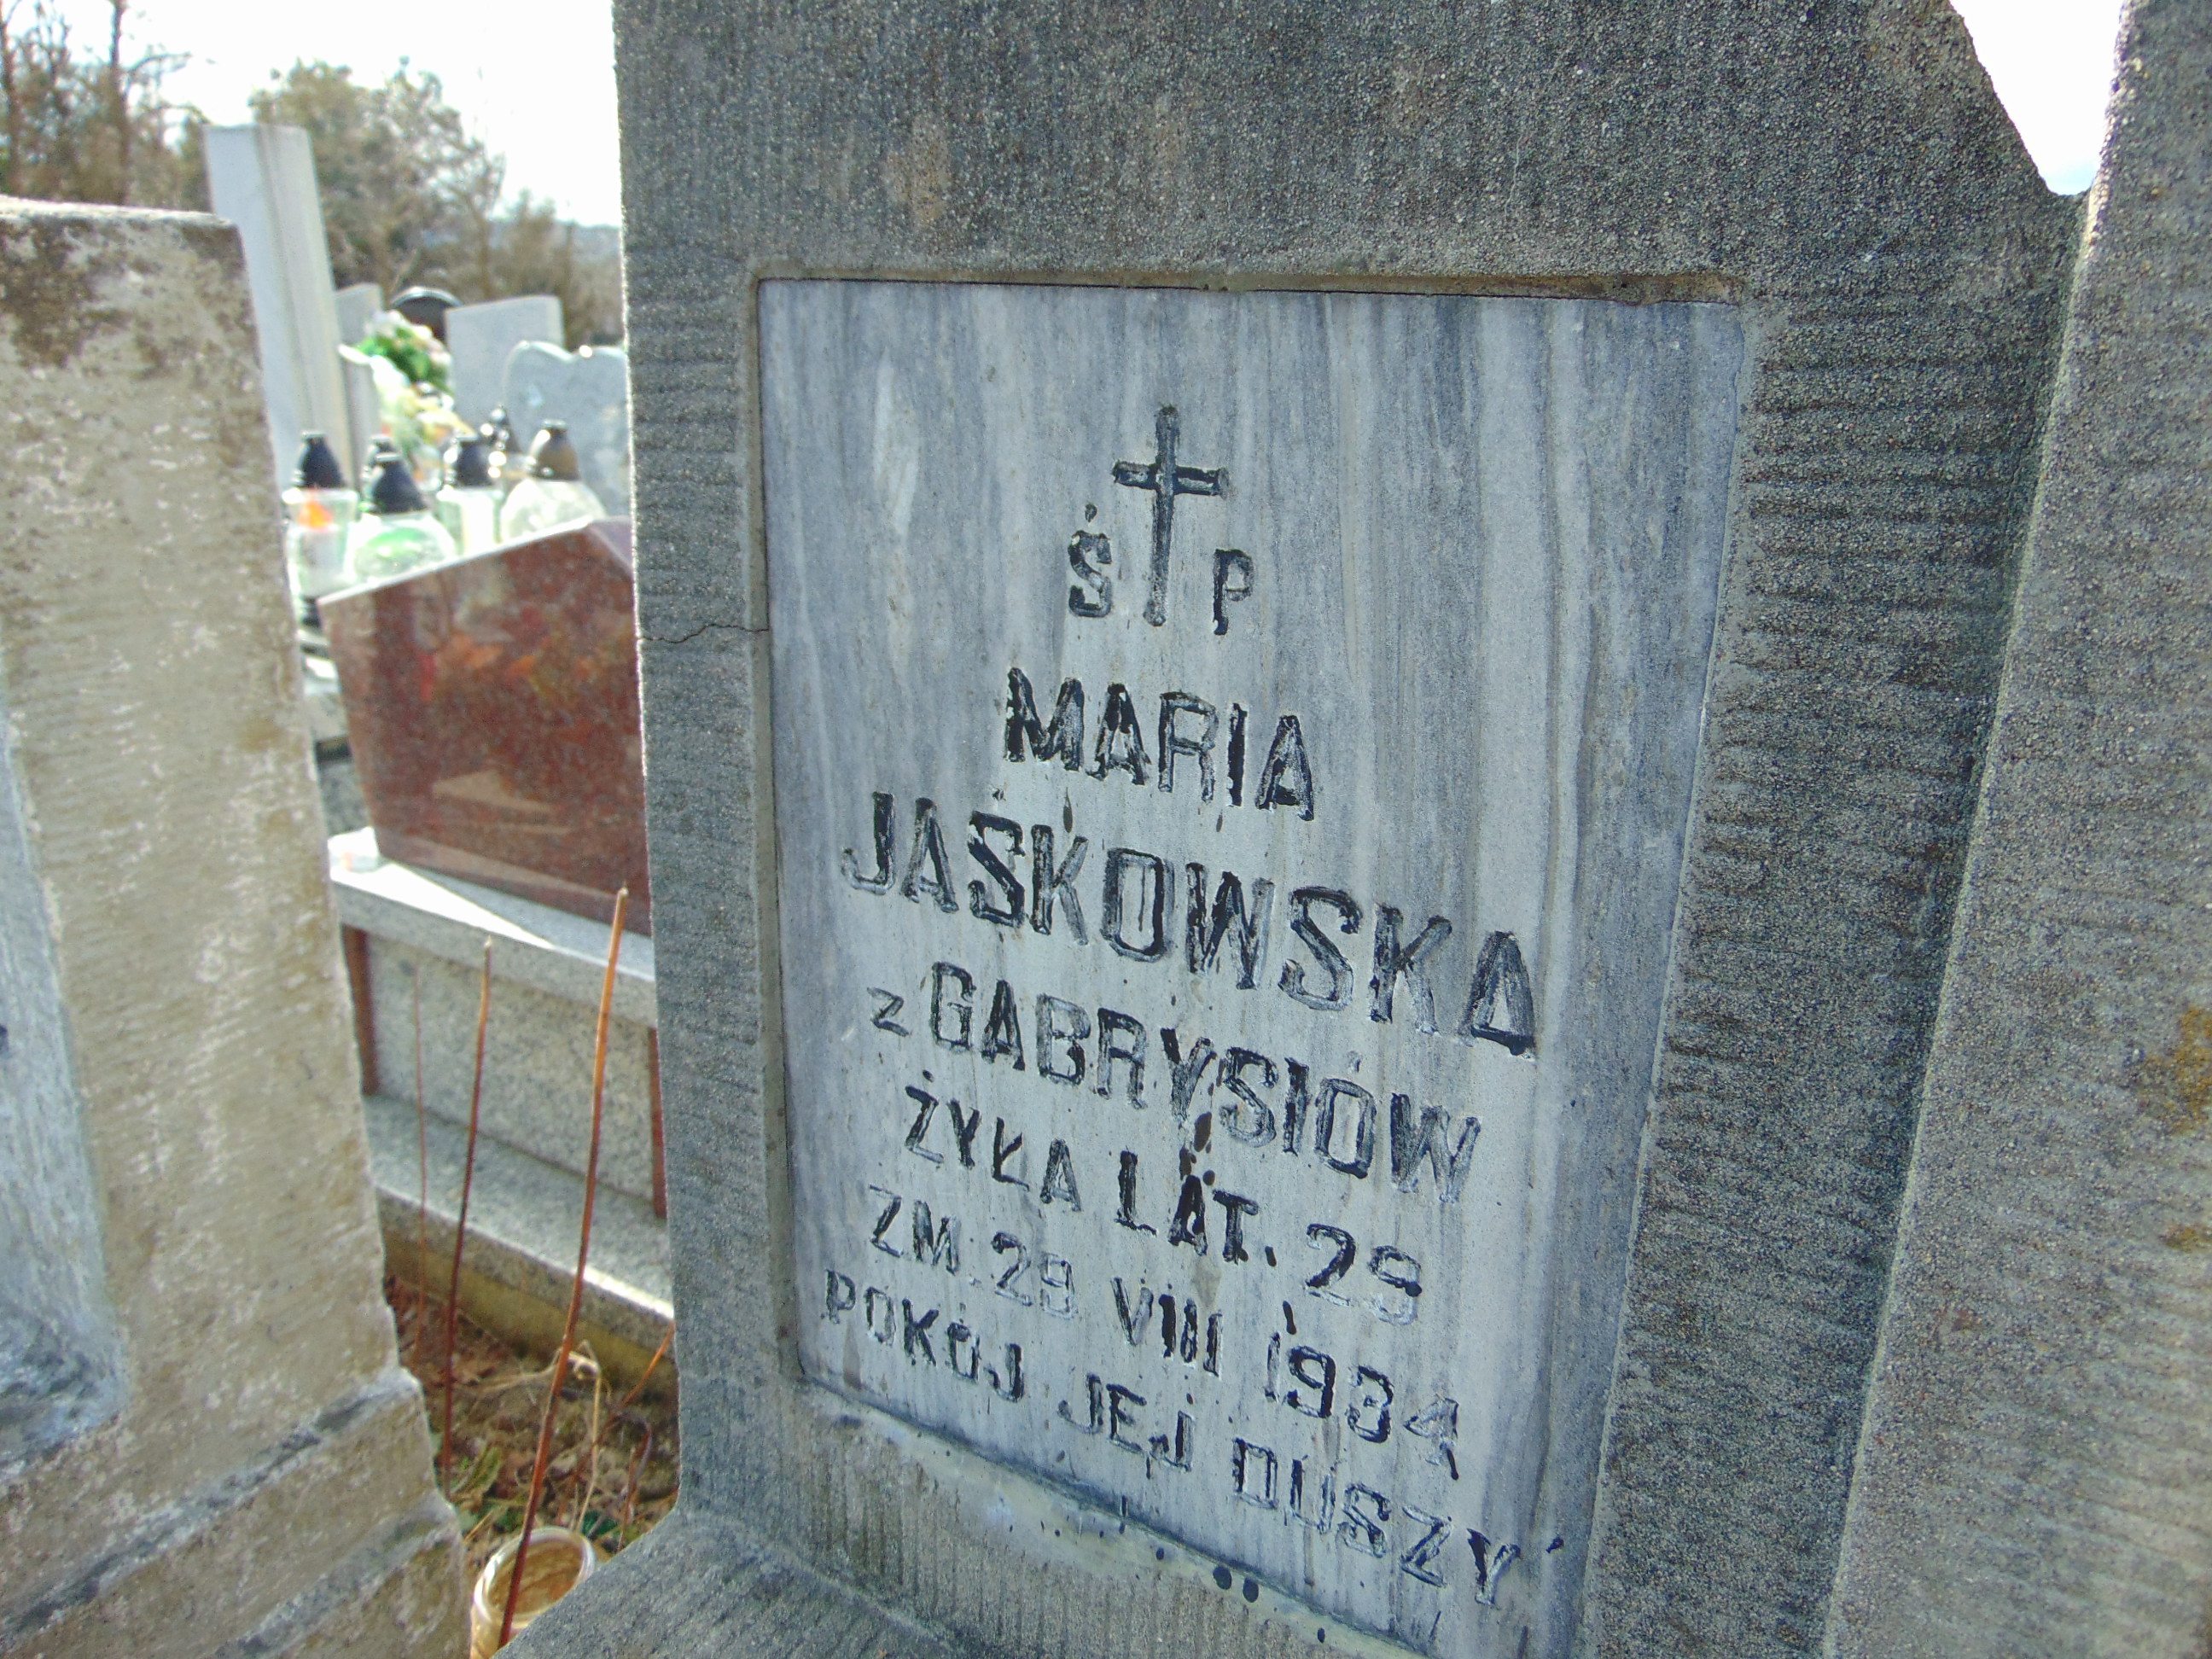 Ś P
MARIA
JAŚKOWSKA
z GABRYSIÓW
ŻYŁA LAT. 29
ZM. 29 VIII 1934
POKÓJ JEJ DUSZY